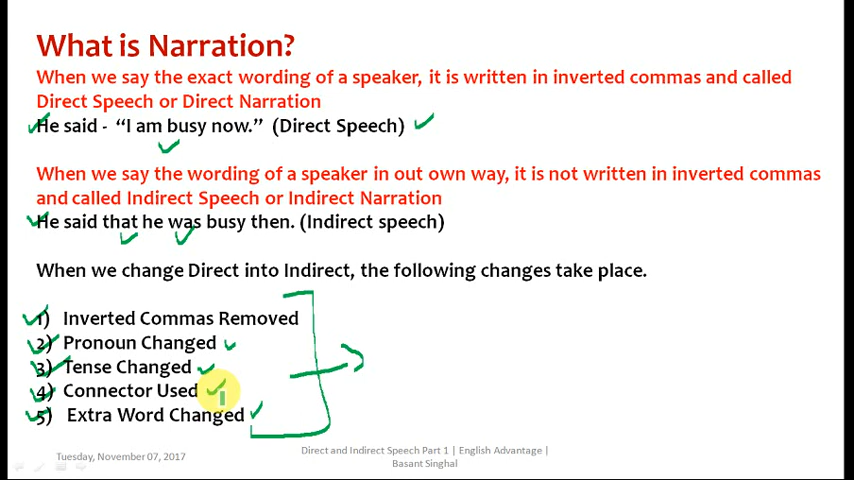 What is Narration?
When we say the exact wording of a speaker, it is written in inverted commas and called
Direct Speech or Direct Narration
He said - “I am busy now.” (Direct Speech)
When we say the wording of a speaker in out own way, it is not written in inverted commas
and called Indirect Speech or Indirect Narration
He said that he was busy then. (Indirect speech)
When we change Direct into Indirect, the following changes take place.
1) Inverted Commas Removed
2) Pronoun Changed
3) Tense Changed
4) Connector Used
5) Extra Word Changed
Tuesday, November 07, 2017
Direct and Indirect Speech Part 1 | English Advantage |
Basant Singhal